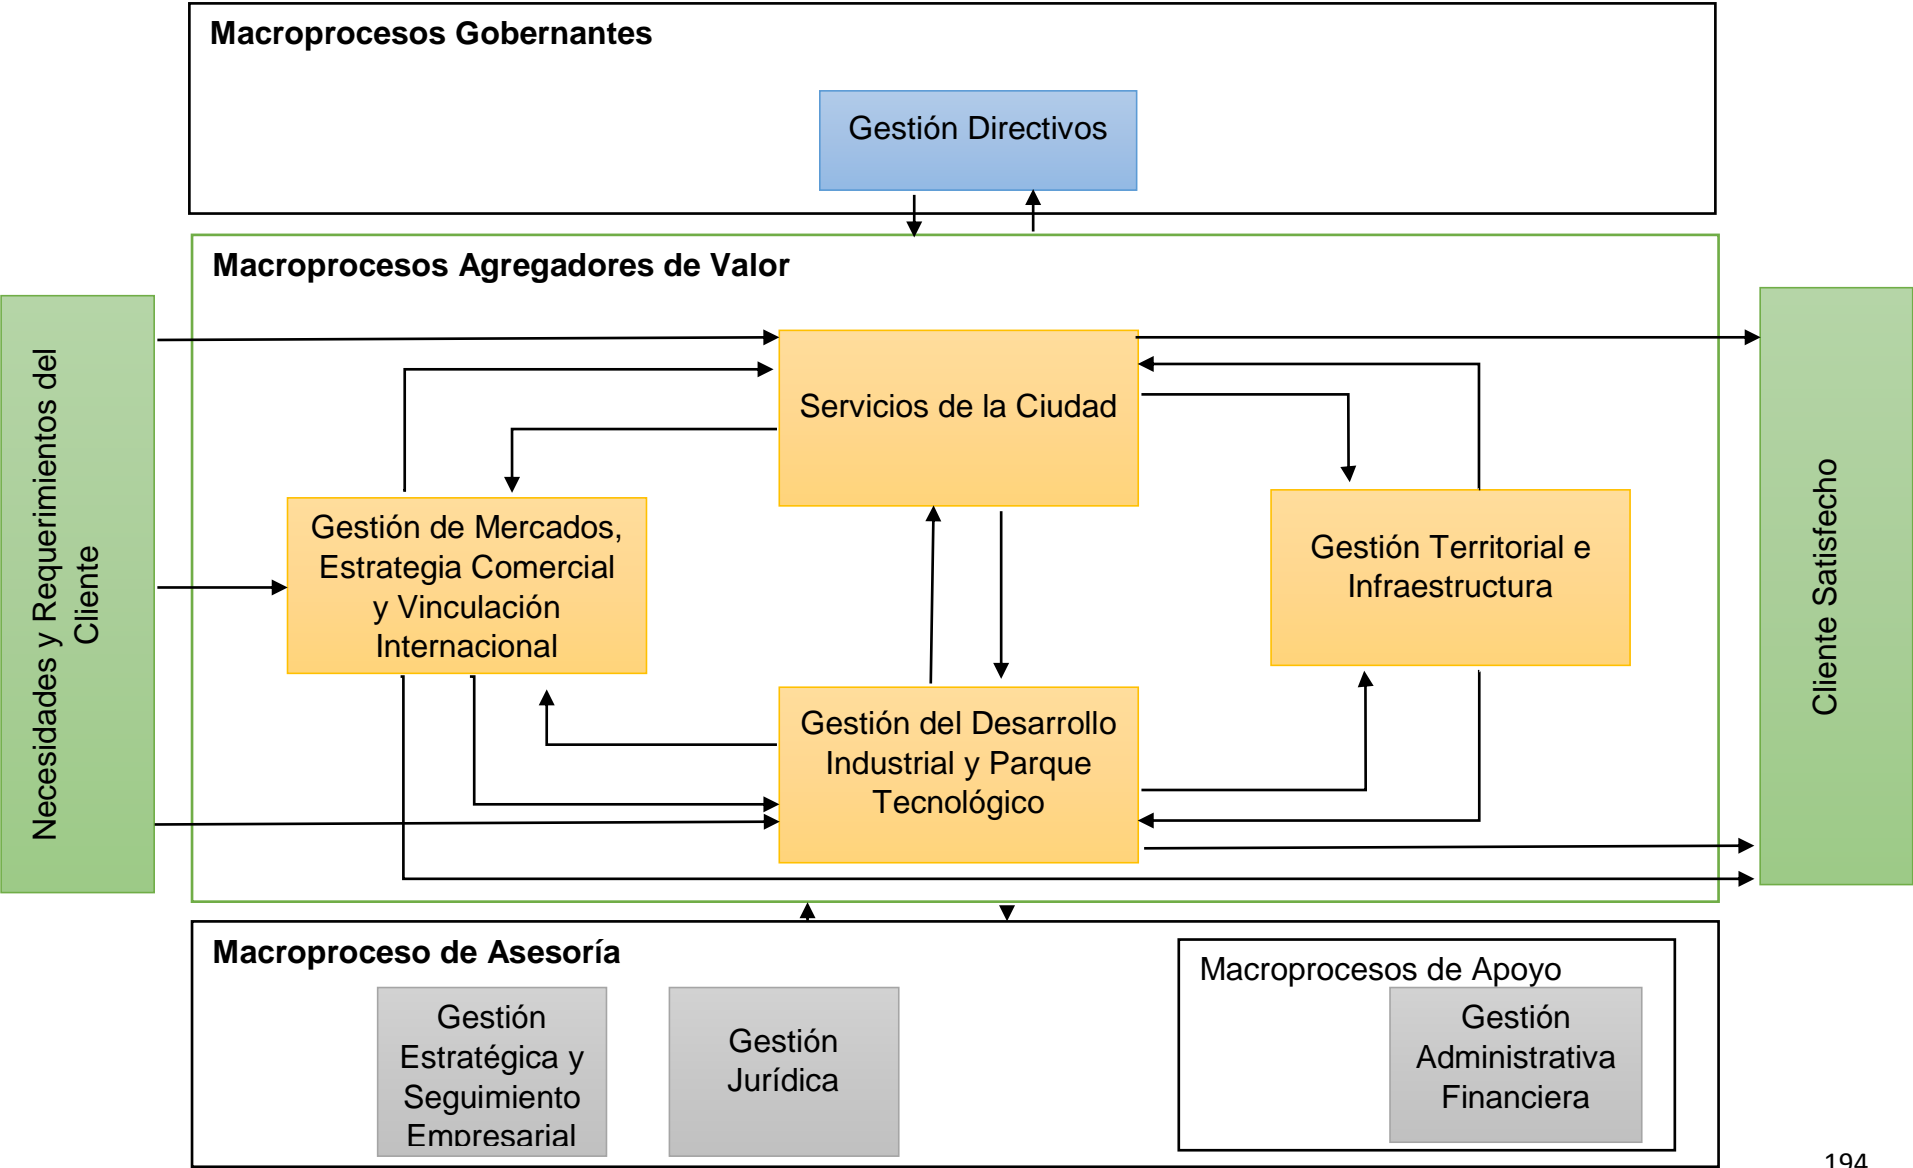 Macroprocesos Gobernantes
Gestión Directivos
Macroprocesos Agregadores de Valor
Necesidades y Requerimientos del
Cliente
Servicios de la Ciudad
Gestión de Mercados,
Estrategia Comercial
y Vinculación
Internacional
Gestión Territorial e
Infraestructura
Gestión del Desarrollo
Industrial y Parque
Tecnológico
Cliente Satisfecho
Macroproceso de Asesoría
Gestión
Estratégica y
Seguimiento
Empresarial
Gestión
Jurídica
Macroprocesos de Apoyo
Gestión
Administrativa
Financiera
194